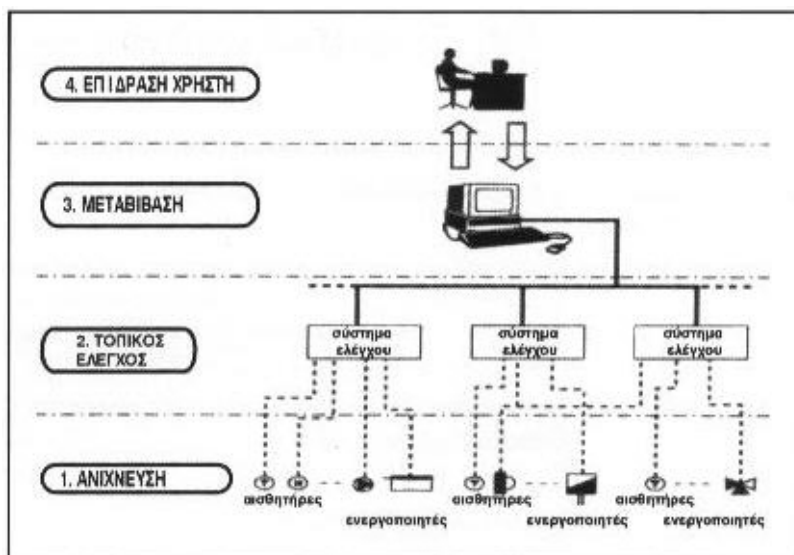 4. ΕΠΙΔΡΑΣΗ ΧΡΗΣΤΗ
3. ΜΕΤΑΒΙΒΑΣΗ
σύστημα ελέγχου
σύστημα ελέγχου
σύστημα ελέγχου
2. ΤΟΠΙΚΟΣ
ΕΛΕΓΧΟΣ
1. ΑΝΙΧΝΕΥΣΗ
αισθητήρες
αισθητήρες
αισθητήρες
ενεργοποιητές
ενεργοποιητές
ενεργοποιητές